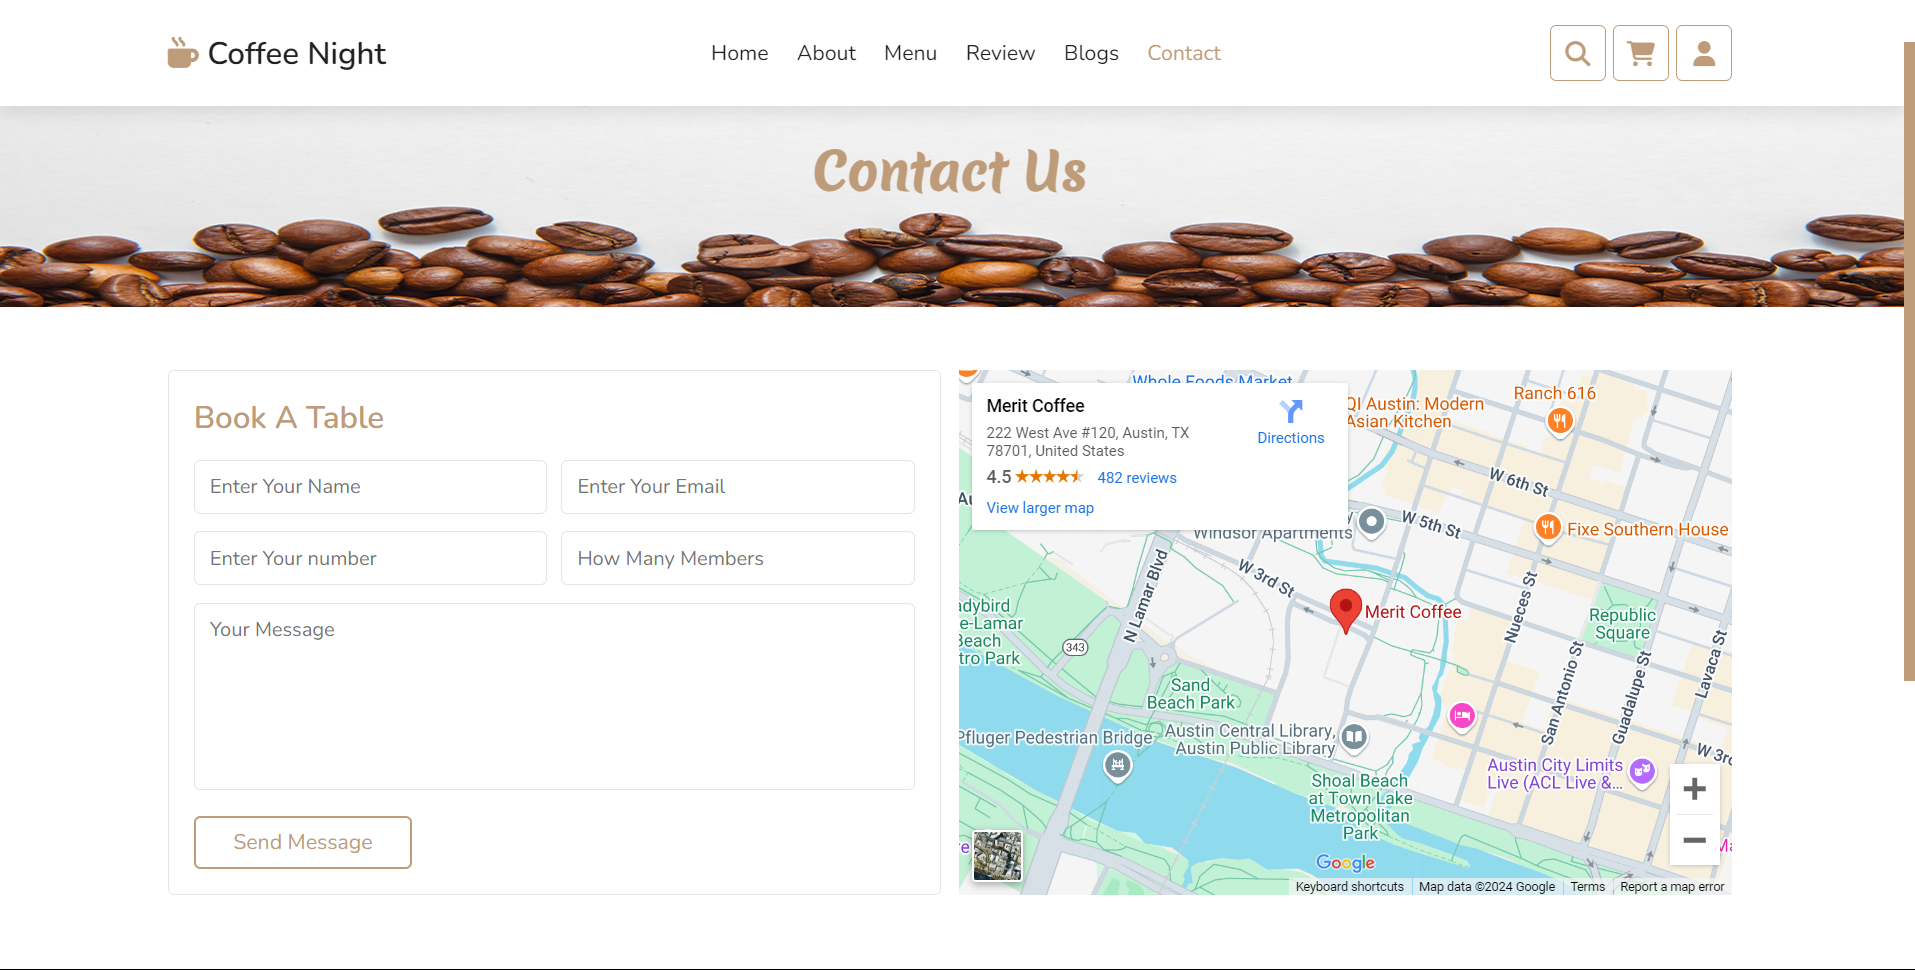 Coffee Night
Home
About
Menu
Review
Blogs
Contact
Contact Us
Book A Table
Enter Your Name
Enter Your Email
Enter Your number
How Many Members
Your Message
Send Message
Whole Foods Market
Merit Coffee
222 West Ave #120, Austin, TX
78701, United States
4.5
482 reviews
View larger map
Directions
QI Austin: Modern
Asian Kitchen
Ranch 616
W 6th St
W 5th St
Fixe Southern House
Windsor Apartments
W 3rd St
N Lamar Blvd
Merit Coffee
adybird
e-Lamar
Beach
tro Park
343
Nueces St
Republic
Square
San Antonio St
Guadalupe St
Lavaca St
Sand
Beach Park
Pfluger Pedestrian Bridge
Austin Central Library,
Austin Public Library
Shoal Beach
at Town Lake
Metropolitan
Park
Austin City Limits
Live (ACL Live &...
W 3r
Google
Keyboard shortcuts
Map data ©2024 Google
Terms
Report a map error